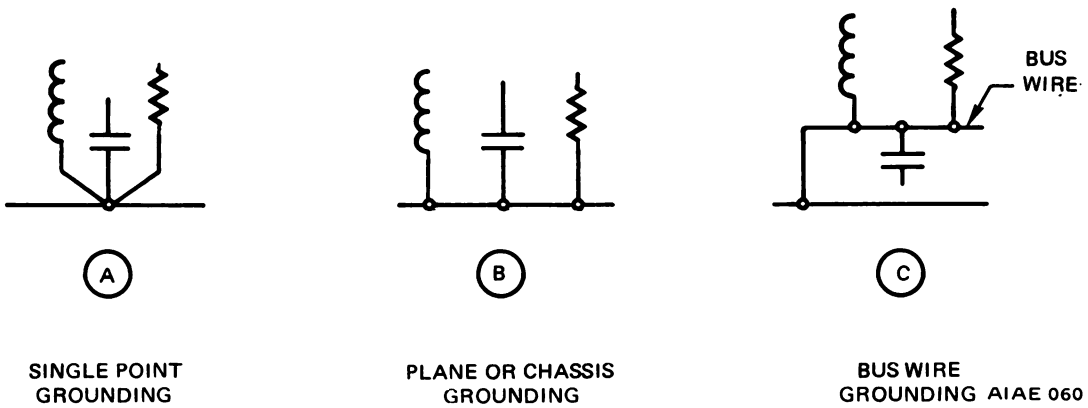 BUS
WIRE
A
B
C
SINGLE POINT
GROUNDING
PLANE OR CHASSIS
GROUNDING
BUS WIRE
GROUNDING AIAE 060